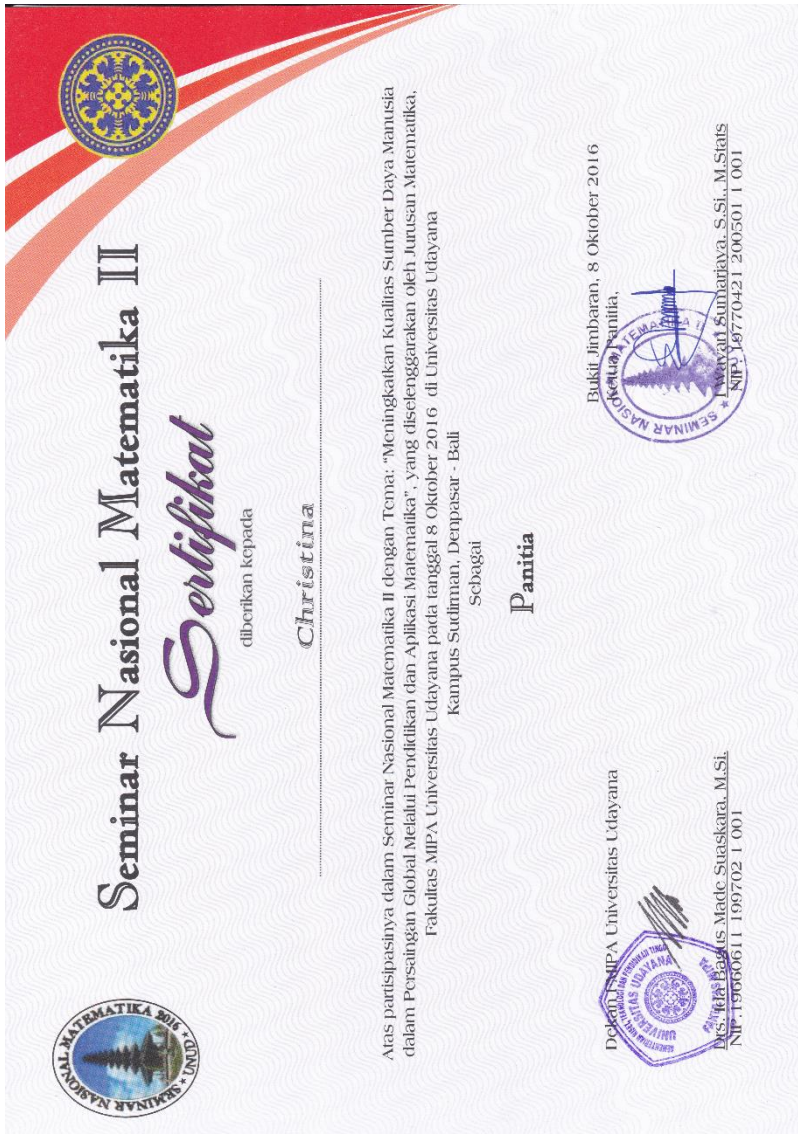 SEMINAR NASIONAL MATEMATIKA 2016 * UNUD *
Seminar Nasional Matematika II
Sertifikat
diberikan kepada
Christina
Atas partisipasinya dalam Seminar Nasional Matematika II dengan Tema: "Meningkatkan Kualitas Sumber Daya Manusia
dalam Persaingan Global Melalui Pendidikan dan Aplikasi Matematika", yang diselenggarakan oleh Jurusan Matematika,
Fakultas MIPA Universitas Udayana pada tanggal 8 Oktober 2016 di Universitas Udayana
Kampus Sudirman, Denpasar - Bali
Sebagai
Panitia
Dekan FMIPA Universitas Udayana
UNIVERSITAS UDAYANA
Drs. Ida Bagus Made Suaskara, M.Si.
NIP. 19660611 199702 1 001
Bukit Jimbaran, 8 Oktober 2016
Ketua Panitia,
I Wayan Sumarjaya, S.Si., M.Stats
NIP. 19770421 200501 1 001